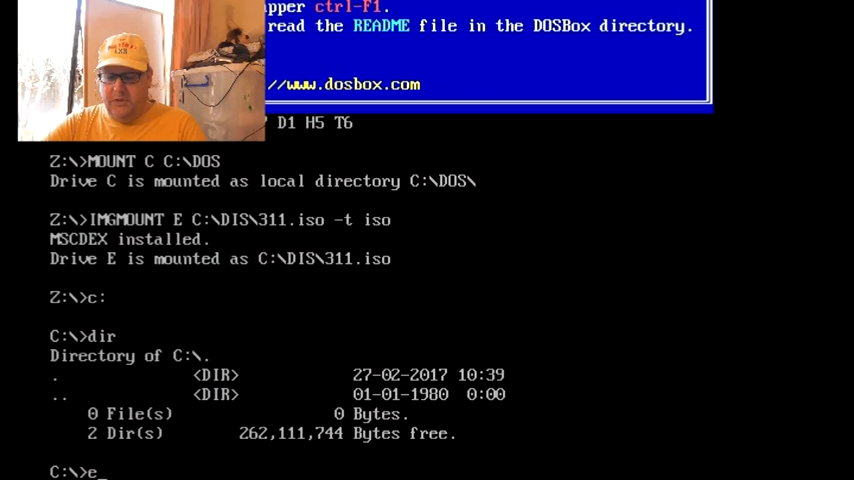 apper ctrl-F1.
read the README file in the DOSBox directory.
//www.dosbox.com
D1 H5 T6
Z:\>MOUNT C C:\DOS
Drive C is mounted as local directory C:\DOS\
Z:\>IMGMOUNT E C:\DIS\311.iso -t iso
MSCDEX installed.
Drive E is mounted as C:\DIS\311.iso
Z:\>c:
C:\>dir
Directory of C:\.
. <DIR> 27-02-2017 10:39
.. <DIR> 01-01-1980 0:00
0 File(s) 0 Bytes.
2 Dir(s) 262,111,744 Bytes free.
C:\>e_